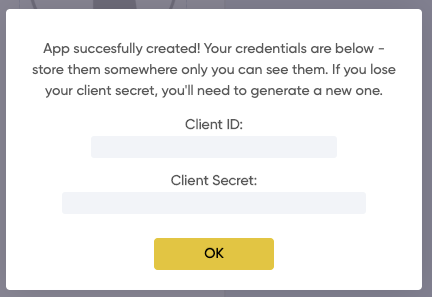 App succesfully created! Your credentials are below -
store them somewhere only you can see them. If you lose
your client secret, you'll need to generate a new one.
Client ID:
Client Secret:
OK